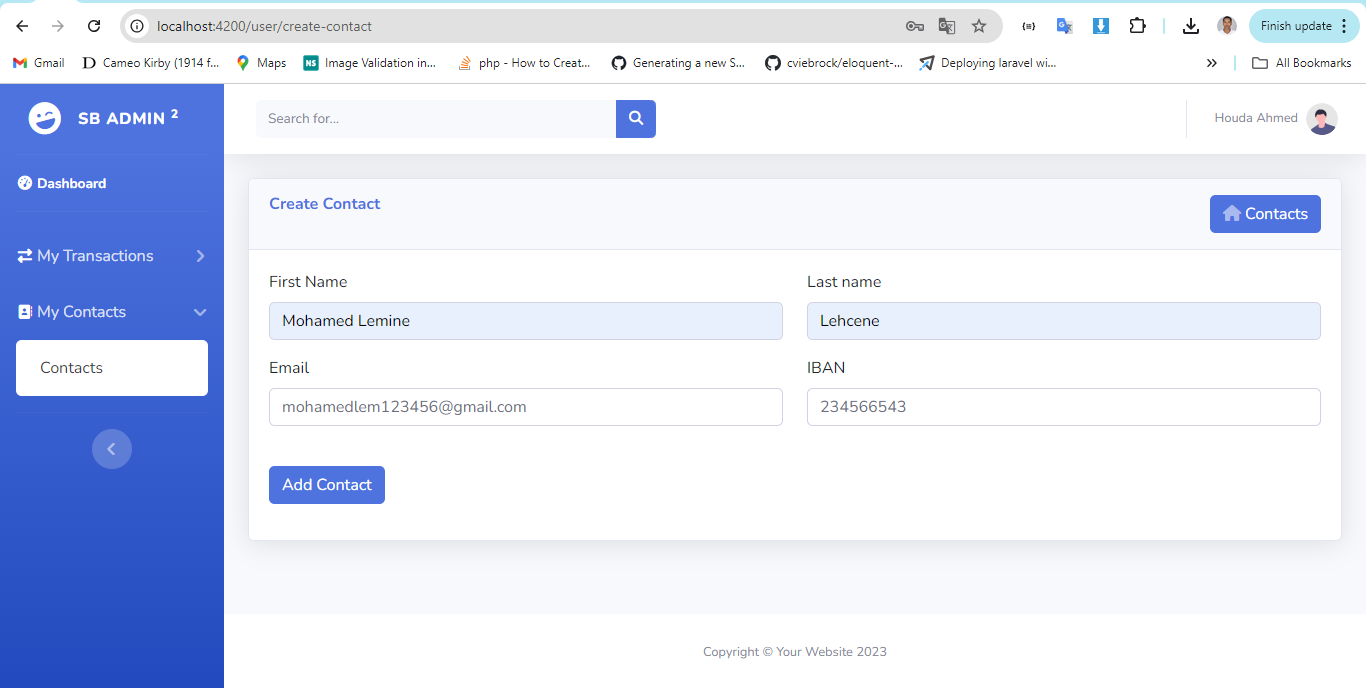 localhost:4200/user/create-contact
Finish update
Gmail
Cameo Kirby (1914 f...
Maps
NS
Image Validation in...
php - How to Creat...
Generating a new S...
cviebrock/eloquent-...
Deploying laravel wi...
»
All Bookmarks
SB ADMIN 2
Search for...
Houda Ahmed
Dashboard
My Transactions
My Contacts
Contacts
Create Contact
Contacts
First Name
Last name
Mohamed Lemine
Lehcene
Email
IBAN
mohamedlem123456@gmail.com
234566543
Add Contact
Copyright © Your Website 2023